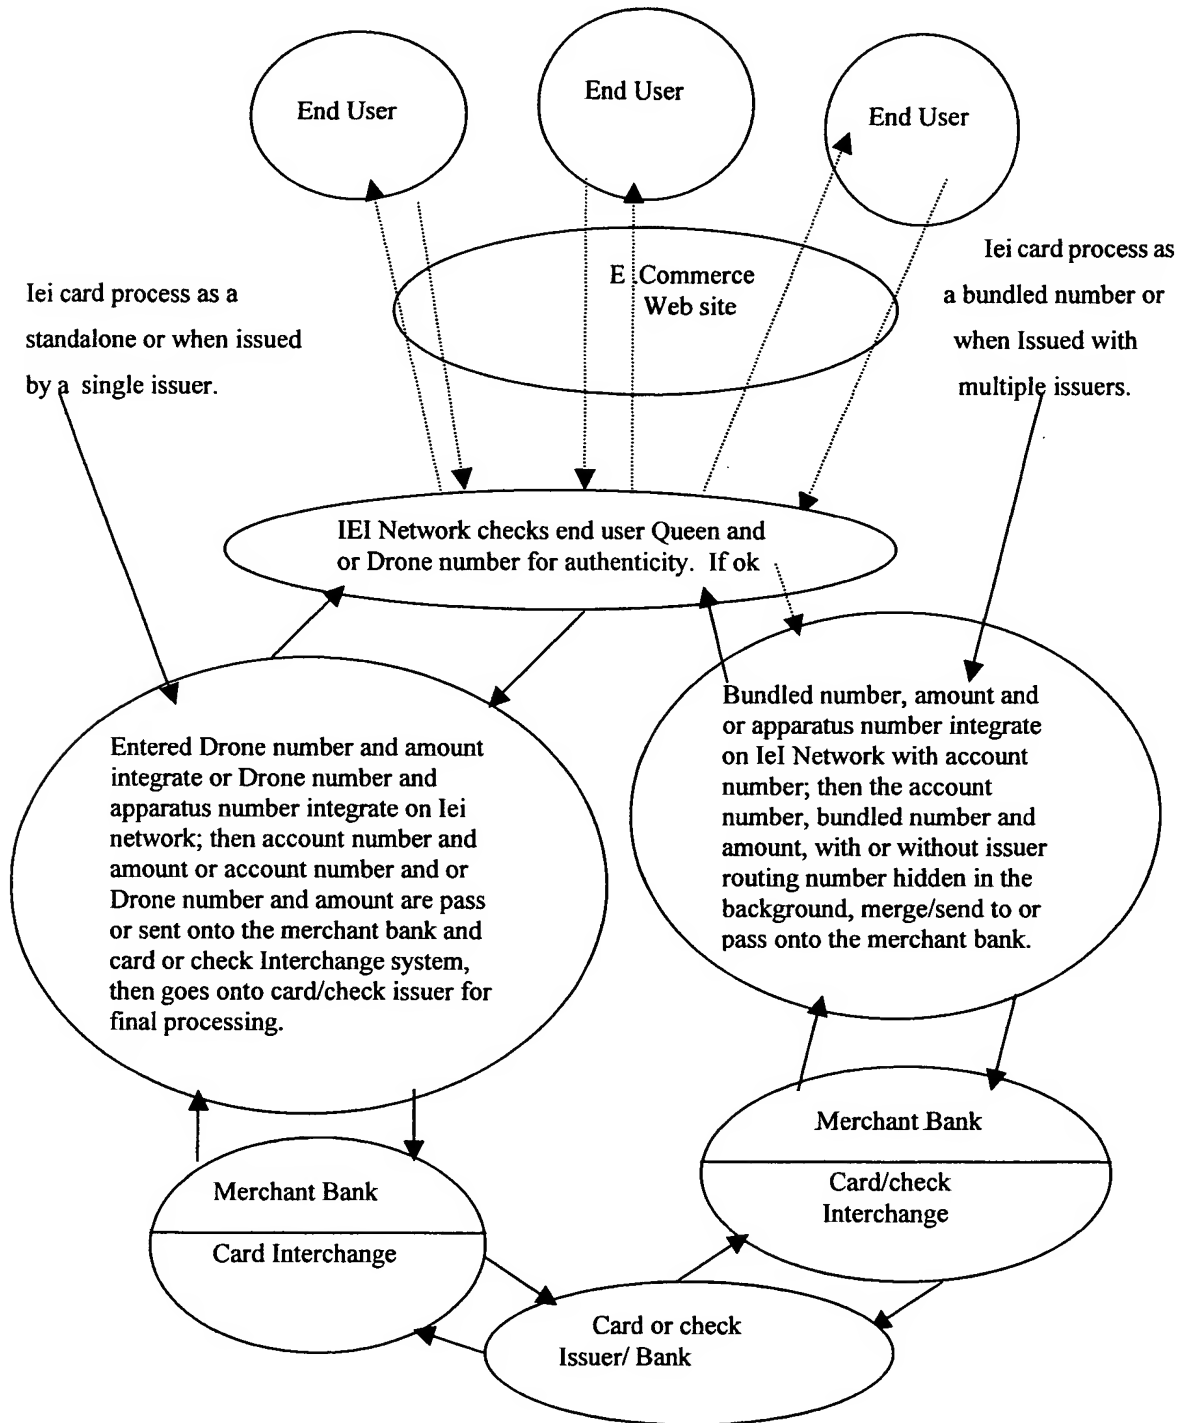 End User
End User
End User
E .Commerce
Web site
Iei card process as a
standalone or when issued
by a single issuer.
Iei card process as
a bundled number or
when Issued with
multiple issuers.
IEI Network checks end user Queen and
or Drone number for authenticity. If ok
Entered Drone number and amount
integrate or Drone number and
apparatus number integrate on Iei
network; then account number and
amount or account number and or
Drone number and amount are pass
or sent onto the merchant bank and
card or check Interchange system,
then goes onto card/check issuer for
final processing.
Bundled number, amount and
or apparatus number integrate
on IeI Network with account
number; then the account
number, bundled number and
amount, with or without issuer
routing number hidden in the
background, merge/send to or
pass onto the merchant bank.
Merchant Bank
Card Interchange
Merchant Bank
Card/check
Interchange
Card or check
Issuer/ Bank